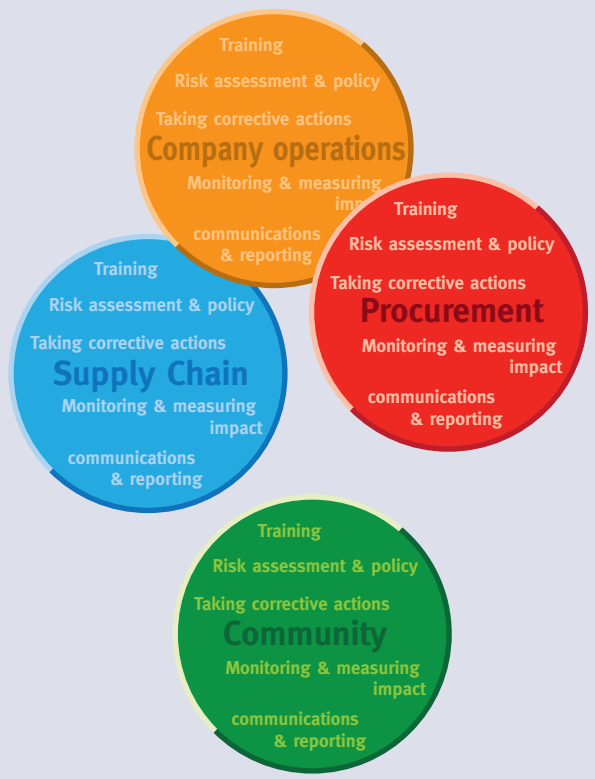 Training
Risk assessment & policy
Taking corrective actions
Company operations
Monitoring & measuring
communications
& reporting
Training
Risk assessment & policy
Taking corrective actions
Procurement
Monitoring & measuring
impact
communications
& reporting
Training
Risk assessment & policy
Taking corrective actions
Supply Chain
Monitoring & measuring
impact
communications
& reporting
Training
Risk assessment & policy
Taking corrective actions
Community
Monitoring & measuring
impact
communications
& reporting